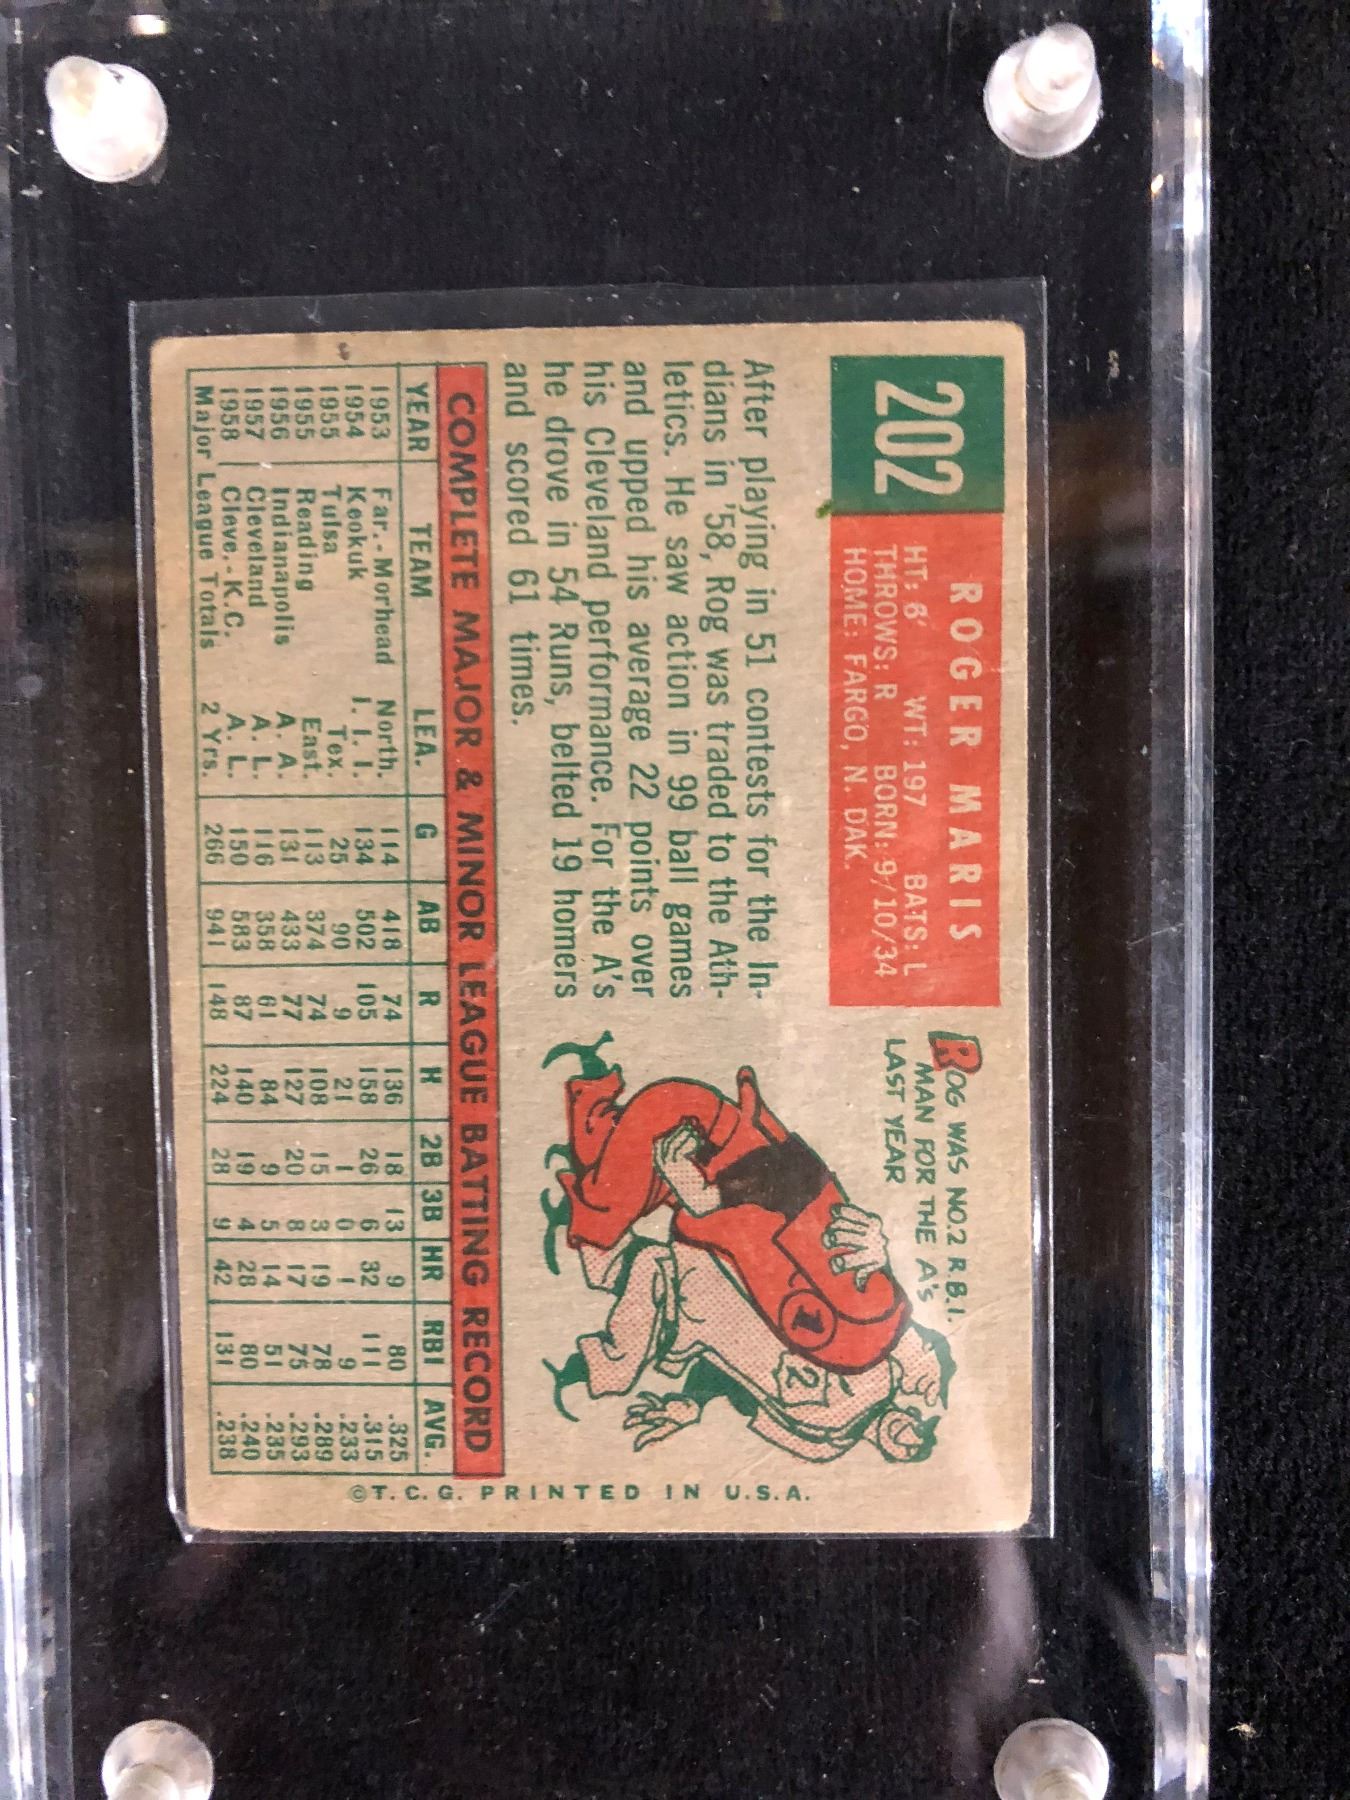 202
ROGER MARIS
HT: 6' WT: 197 BATS: L
THROWS: R BORN: 9/10/34
HOME: FARGO, N. DAK.
ROG WAS NO.2 R.B.I.
MAN FOR THE A'S
LAST YEAR
After playing in 51 contests for the In-
dians in '58, Rog was traded to the Ath-
letics. He saw action in 99 ball games
and upped his average 22 points over
his Cleveland performance. For the A's
he drove in 54 Runs, belted 19 homers
and scored 61 times.
1
2
COMPLETE MAJOR & MINOR LEAGUE BATTING RECORD
YEAR TEAM LEA. G AB R H 2B 3B HR RBI AVG.
1953 Far.-Morhead North. 114 418 74 136 18 13 9 80 .325
1954 Keokuk I. I. I. 134 502 105 158 26 6 32 111 .315
1955 Tulsa Tex. 25 90 9 21 1 0 1 9 .233
1955 Reading East. 113 374 74 108 15 3 19 78 .289
1956 Indianapolis A. A. 131 433 77 127 20 8 17 75 .293
1957 Cleveland A. L. 116 358 61 84 9 5 14 51 .235
1958 Cleve.-K.C. A. L. 150 583 87 140 19 4 28 80 .240
Major League Totals 2 Yrs. 266 941 148 224 28 9 42 131 .238
©T. C. G. PRINTED IN U.S.A.